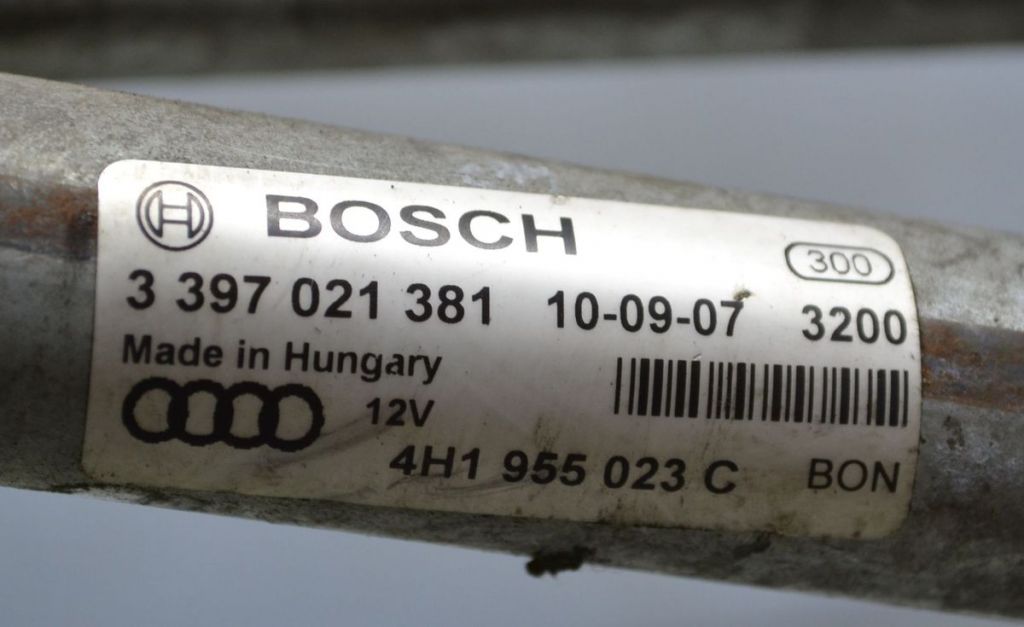 BOSCH
300
3 397 021 381 10-09-07 3200
Made in Hungary
12V
4H1 955 023 C BON